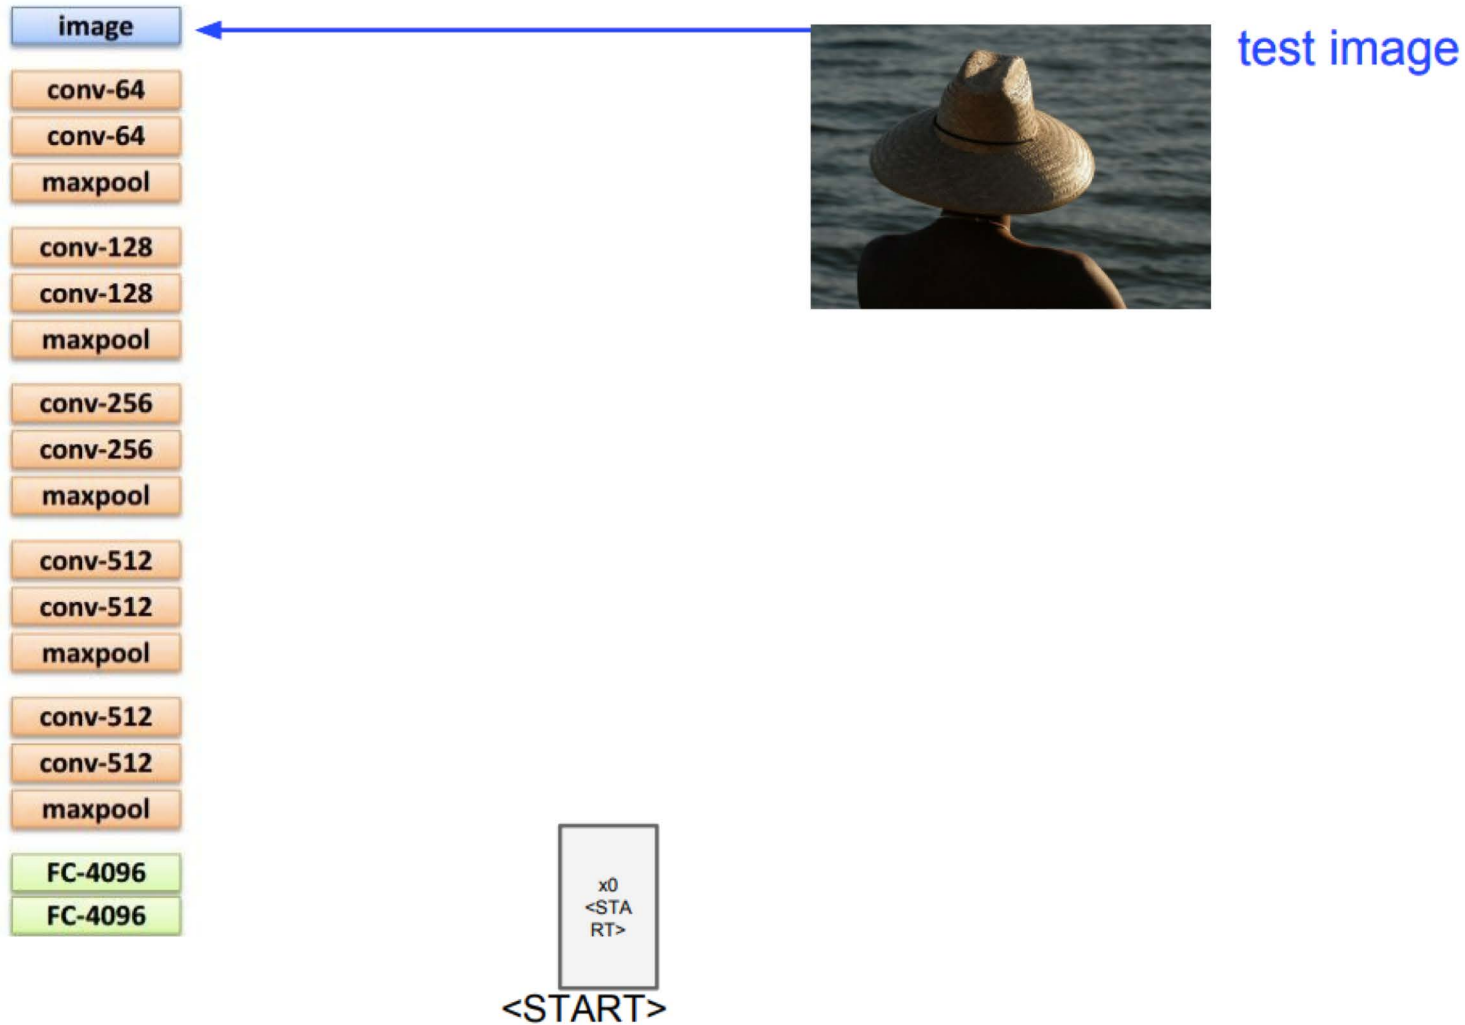 image
conv-64
conv-64
maxpool
conv-128
conv-128
maxpool
conv-256
conv-256
maxpool
conv-512
conv-512
maxpool
conv-512
conv-512
maxpool
FC-4096
FC-4096
test image
x0
<STA
RT>
<START>